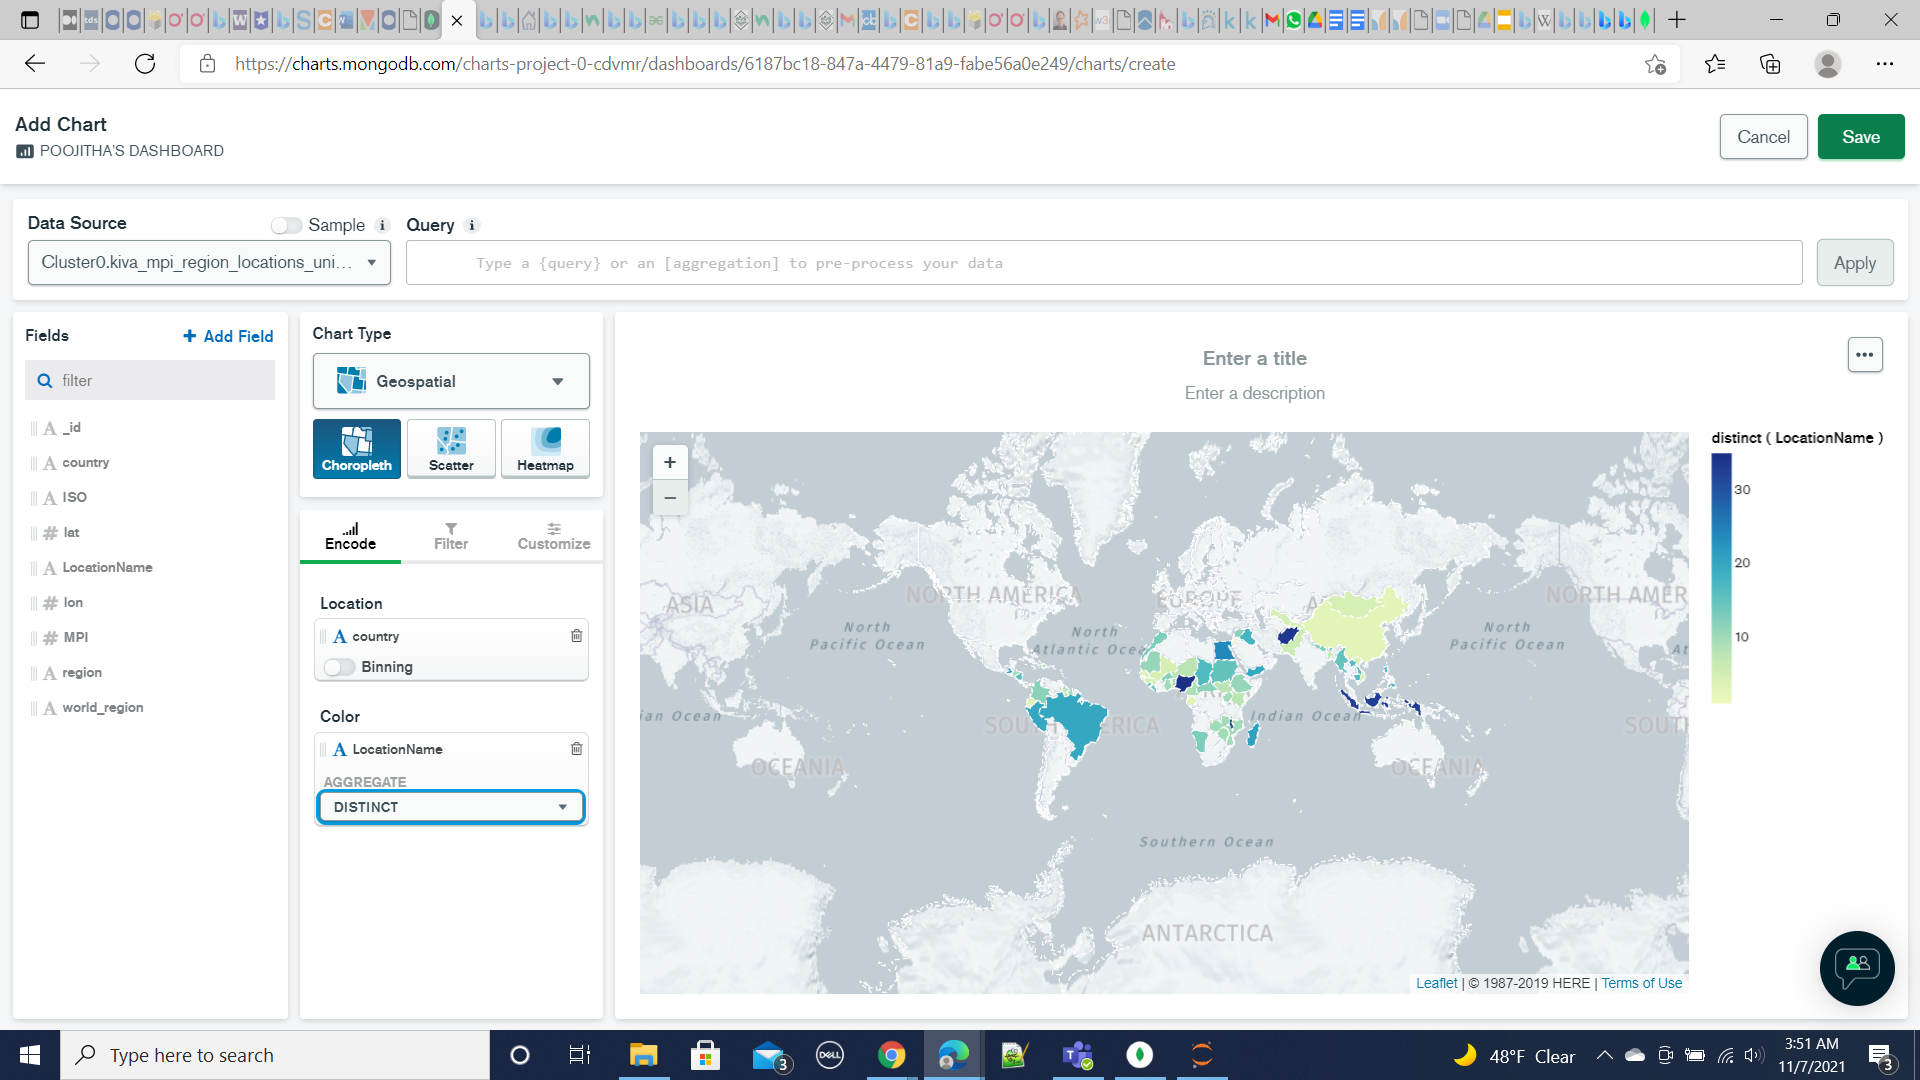 https://charts.mongodb.com/charts-project-0-cdvmr/dashboards/6187bc18-847a-4479-81a9-fabe56a0e249/charts/create
Add Chart
POOJITHA'S DASHBOARD
Cancel
Save
Data Source
Sample
Query
Cluster0.kiva_mpi_region_locations_uni...
Type a {query} or an [aggregation] to pre-process your data
Apply
Fields
+ Add Field
filter
A _id
A country
A ISO
# lat
A LocationName
# lon
# MPI
A region
A world_region
Chart Type
Geospatial
Choropleth
Scatter
Heatmap
Encode
Filter
Customize
Location
A country
Binning
Color
A LocationName
AGGREGATE
DISTINCT
Enter a title
Enter a description
+
−
ASIA
NORTH AMERICA
EUROPE
NORTH AMER
North
Pacific Ocean
North
Atlantic Ocea
North
Pacific Ocean
At
ian Ocean
SOUTH AMERICA
Indian Ocean
SOUT
OCEANIA
OCEANIA
Southern Ocean
ANTARCTICA
Leaflet | © 1987-2019 HERE | Terms of Use
distinct ( LocationName )
30
20
10
Type here to search
3
DELL
48°F Clear
3:51 AM
11/7/2021
3